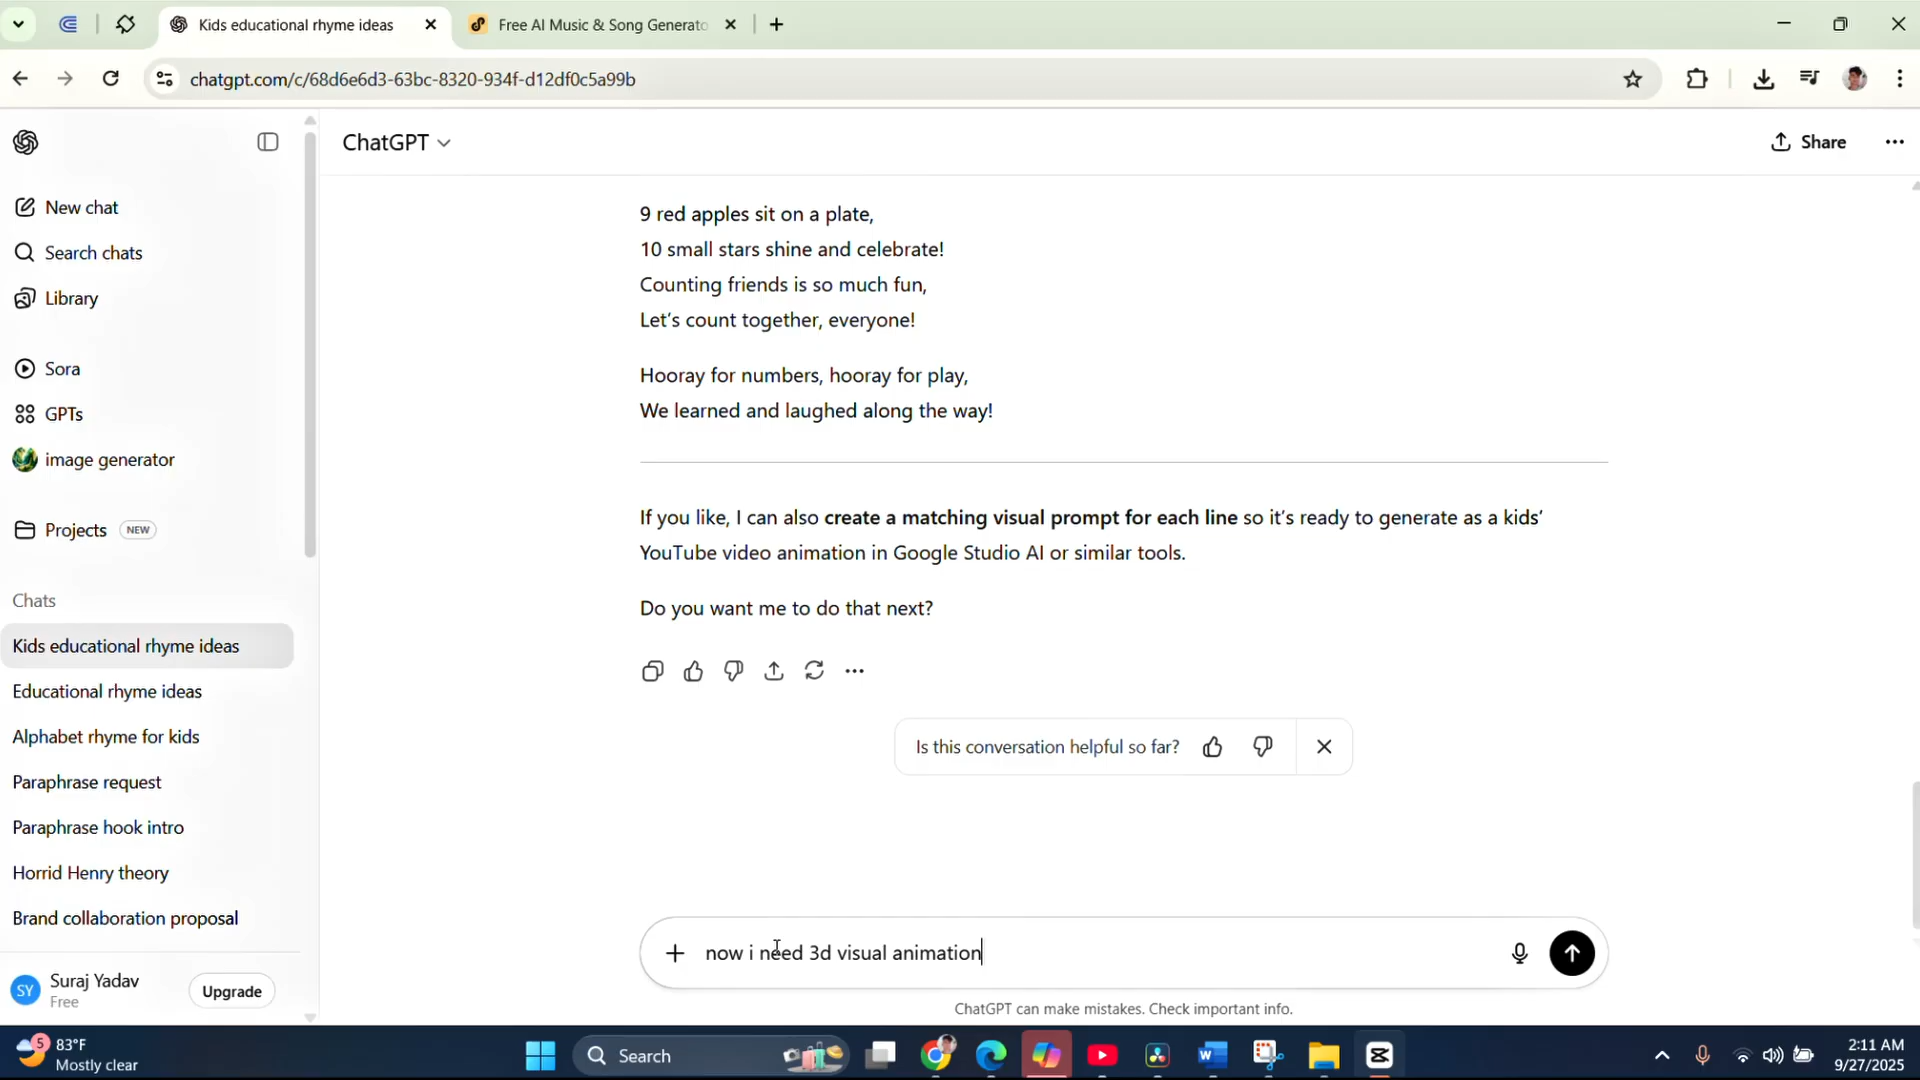 Kids educational rhyme ideas
Free AI Music & Song Generato
chatgpt.com/c/68d6e6d3-63bc-8320-934f-d12df0c5a99b
ChatGPT
Share
New chat
Search chats
Library
Sora
GPTs
image generator
Projects NEW
Chats
Kids educational rhyme ideas
Educational rhyme ideas
Alphabet rhyme for kids
Paraphrase request
Paraphrase hook intro
Horrid Henry theory
Brand collaboration proposal
SY
Suraj Yadav
Free
Upgrade
9 red apples sit on a plate,
10 small stars shine and celebrate!
Counting friends is so much fun,
Let’s count together, everyone!
Hooray for numbers, hooray for play,
We learned and laughed along the way!
If you like, I can also create a matching visual prompt for each line so it’s ready to generate as a kids’
YouTube video animation in Google Studio AI or similar tools.
Do you want me to do that next?
Is this conversation helpful so far?
now i need 3d visual animation
ChatGPT can make mistakes. Check important info.
5
83°F
Mostly clear
Search
2:11 AM
9/27/2025